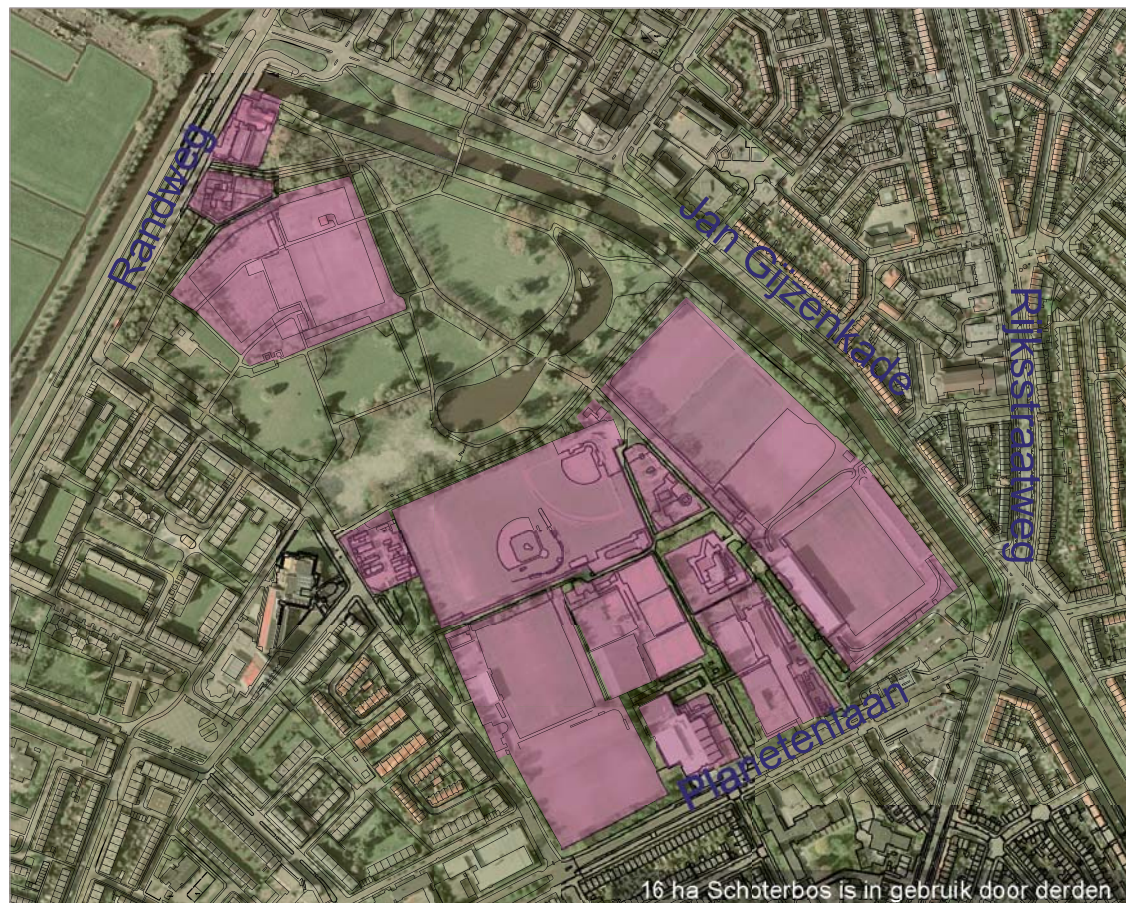 Randweg
Jan Gijzenkade
Rijksstraatweg
Planetenlaan
16 ha Schoterbos is in gebruik door derden